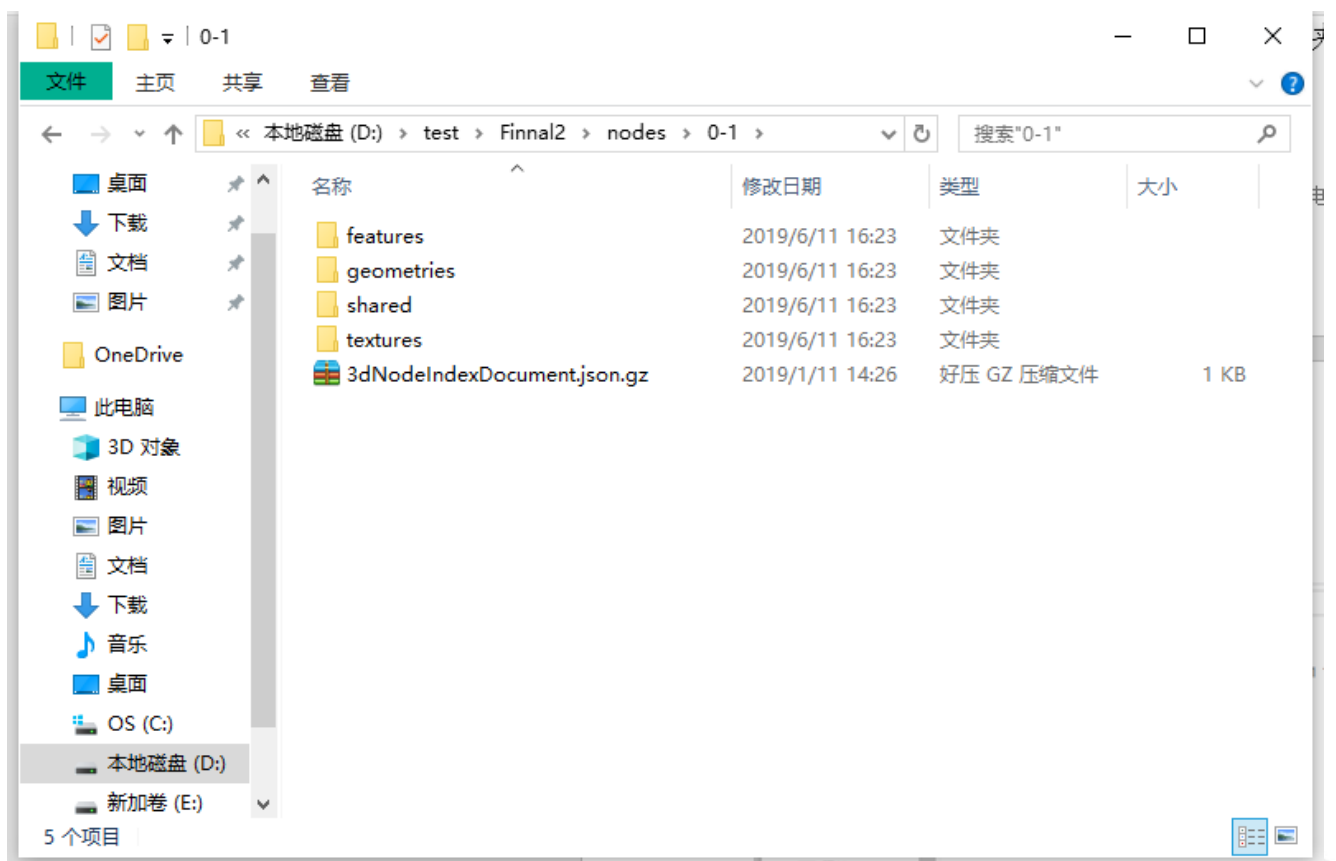 0-1
文件 主页 共享 查看
« 本地磁盘 (D:) › test › Finnal2 › nodes › 0-1 › 搜索"0-1"
名称 修改日期 类型 大小
features 2019/6/11 16:23 文件夹
geometries 2019/6/11 16:23 文件夹
shared 2019/6/11 16:23 文件夹
textures 2019/6/11 16:23 文件夹
3dNodeIndexDocument.json.gz 2019/1/11 14:26 好压 GZ 压缩文件 1 KB
桌面
下载
文档
图片
OneDrive
此电脑
3D 对象
视频
图片
文档
下载
音乐
桌面
OS (C:)
本地磁盘 (D:)
新加卷 (E:)
5 个项目